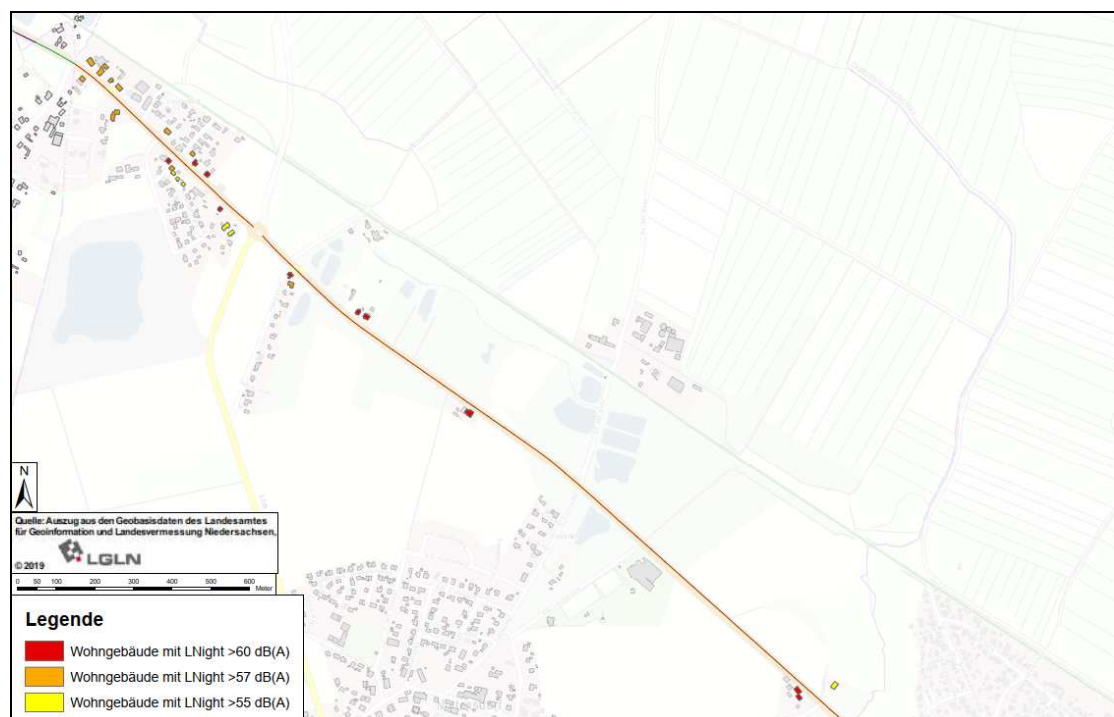 N
Quelle: Auszug aus den Geobasisdaten des Landesamtes
für Geoinformation und Landesvermessung Niedersachsen,
© 2019 LGLN
0 50 100 200 300 400 500 600
Meter
Legende
Wohngebäude mit LNight >60 dB(A)
Wohngebäude mit LNight >57 dB(A)
Wohngebäude mit LNight >55 dB(A)